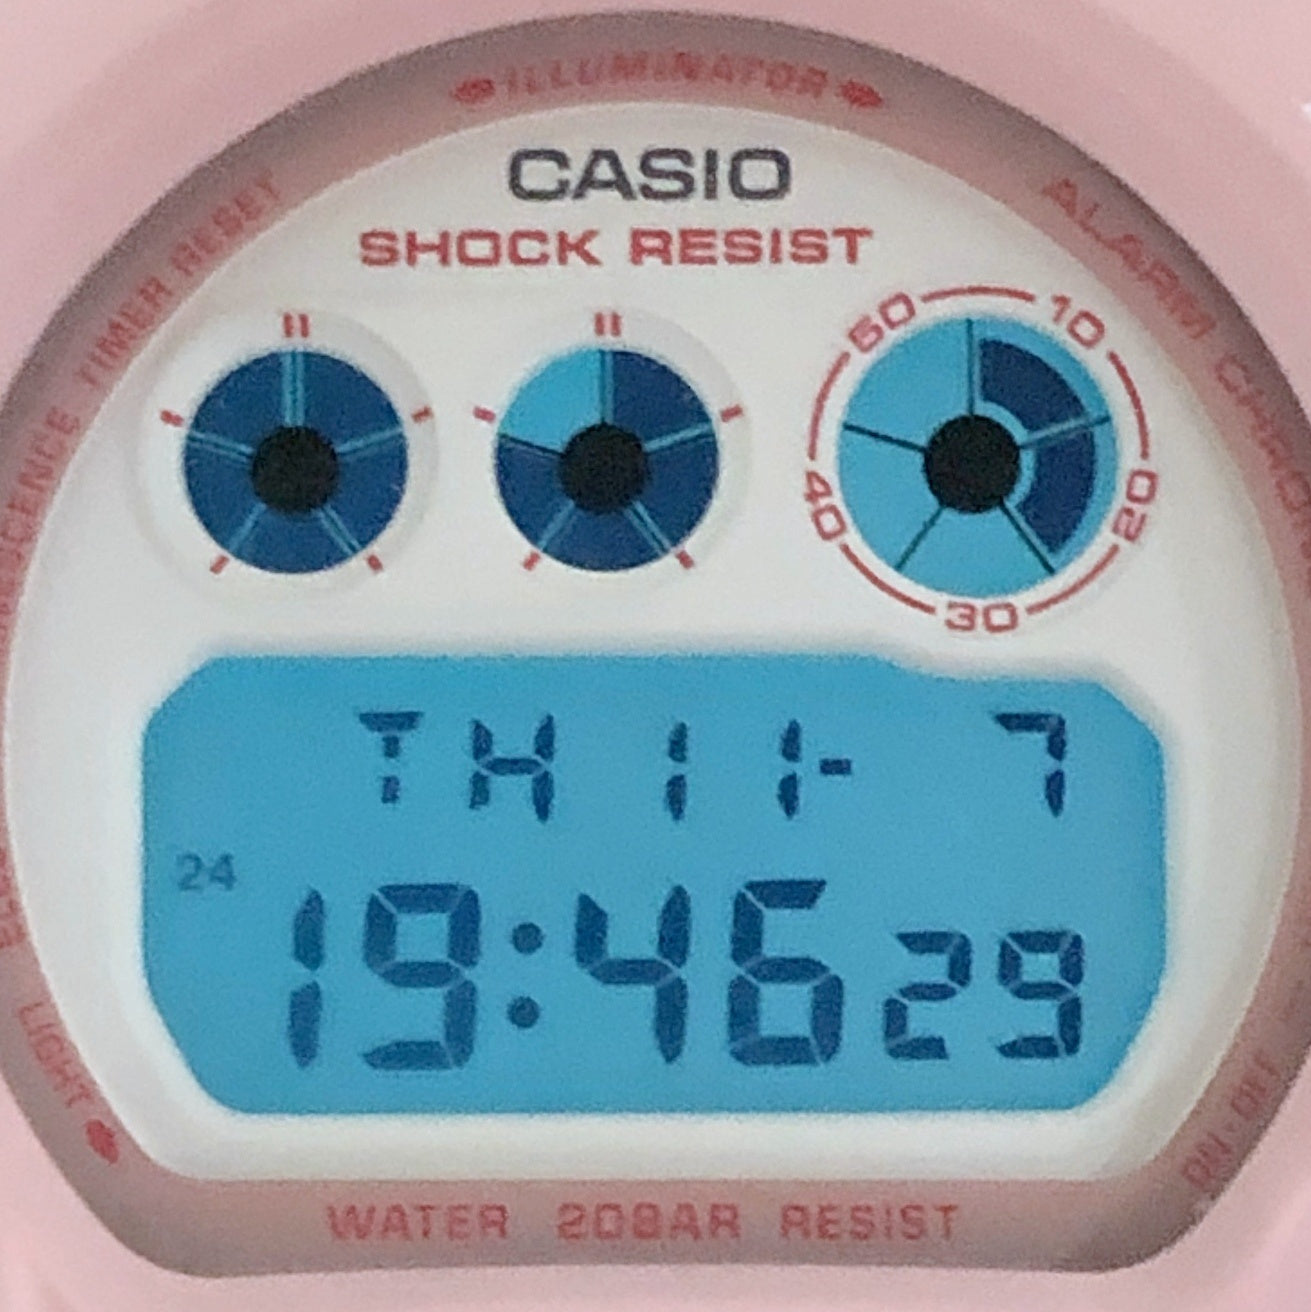 ILLUMINATOR
CASIO
SHOCK RESIST
TIMER RESET
ALARM CHRONO
50 10
40 20
30
TH 11- 7
24
19:46 29
LIGHT
WATER 20BAR RESIST